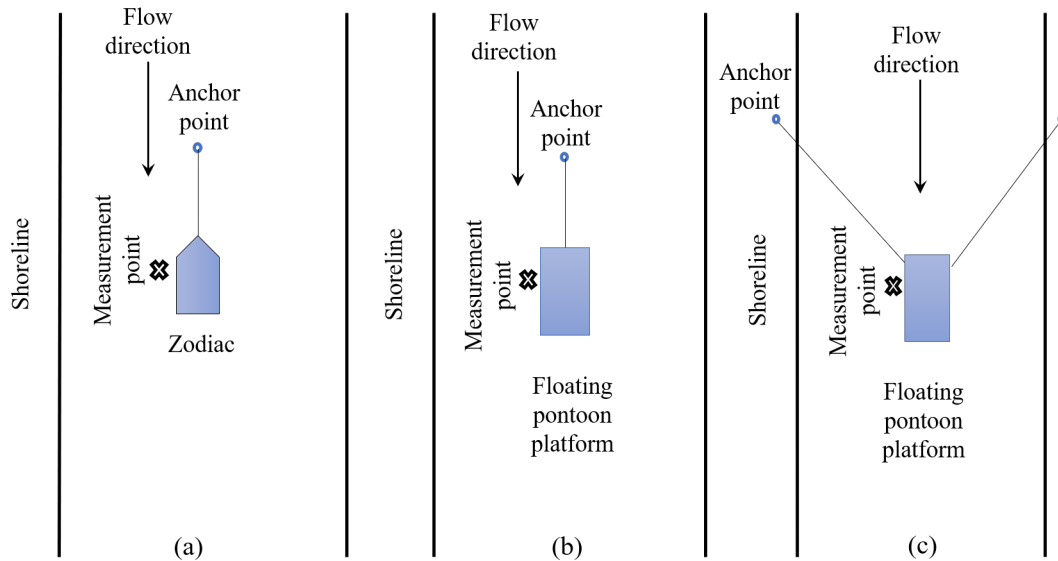 Flow
direction
Anchor
point
Shoreline
Measurement
point
Zodiac
(a)
Flow
direction
Anchor
point
Shoreline
Measurement
point
Floating
pontoon
platform
(b)
Flow
direction
Anchor
point
Shoreline
Measurement
point
Floating
pontoon
platform
(c)